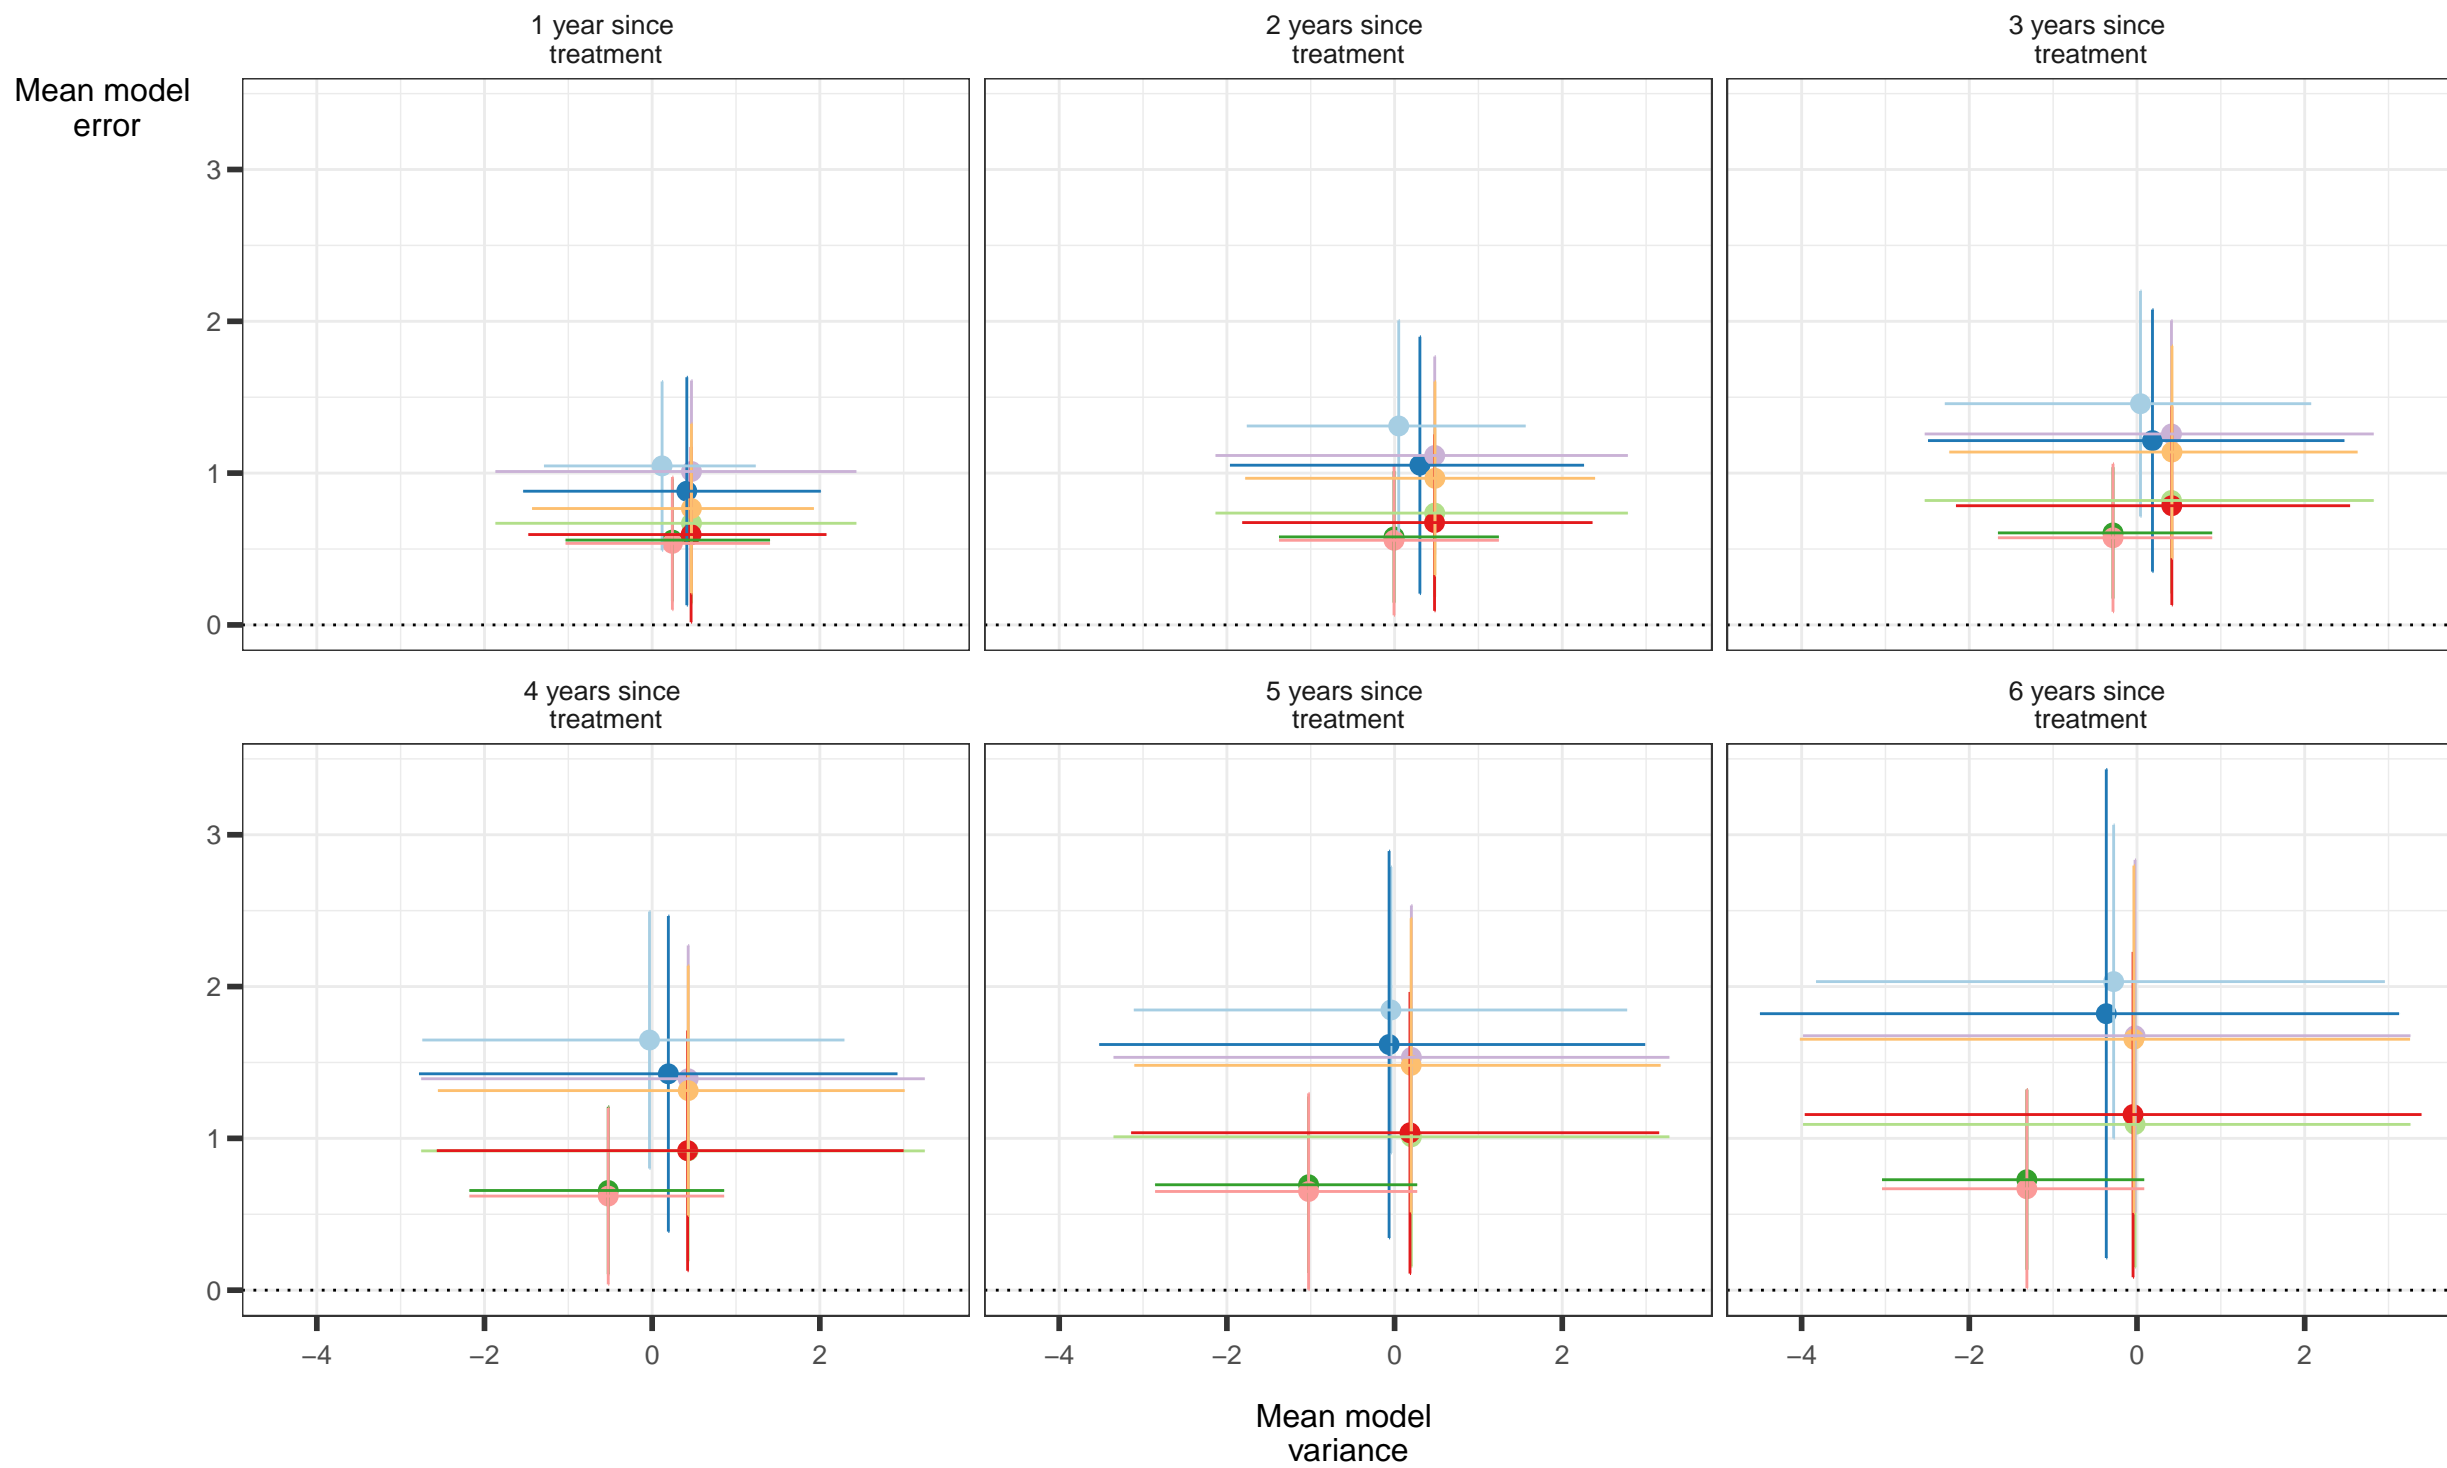 1 year since
treatment
2 years since
treatment
3 years since
treatment
Mean model
error
3
2
1
0
4 years since
treatment
5 years since
treatment
6 years since
treatment
3
2
1
0
−4 −2 0 2
−4 −2 0 2
−4 −2 0 2
Mean model
variance